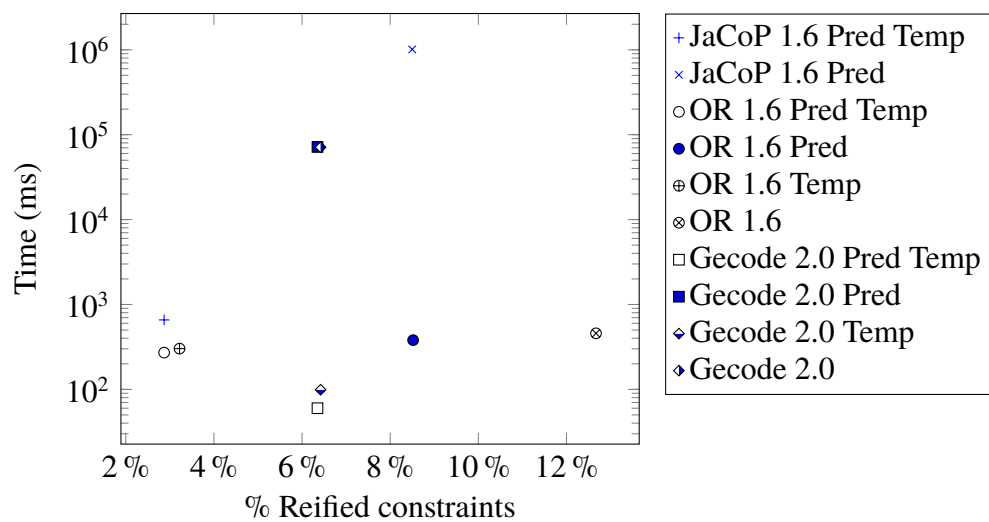 10^6
10^5
10^4
10^3
10^2
Time (ms)
2 % 4 % 6 % 8 % 10 % 12 %
% Reified constraints
JaCoP 1.6 Pred Temp
JaCoP 1.6 Pred
OR 1.6 Pred Temp
OR 1.6 Pred
OR 1.6 Temp
OR 1.6
Gecode 2.0 Pred Temp
Gecode 2.0 Pred
Gecode 2.0 Temp
Gecode 2.0